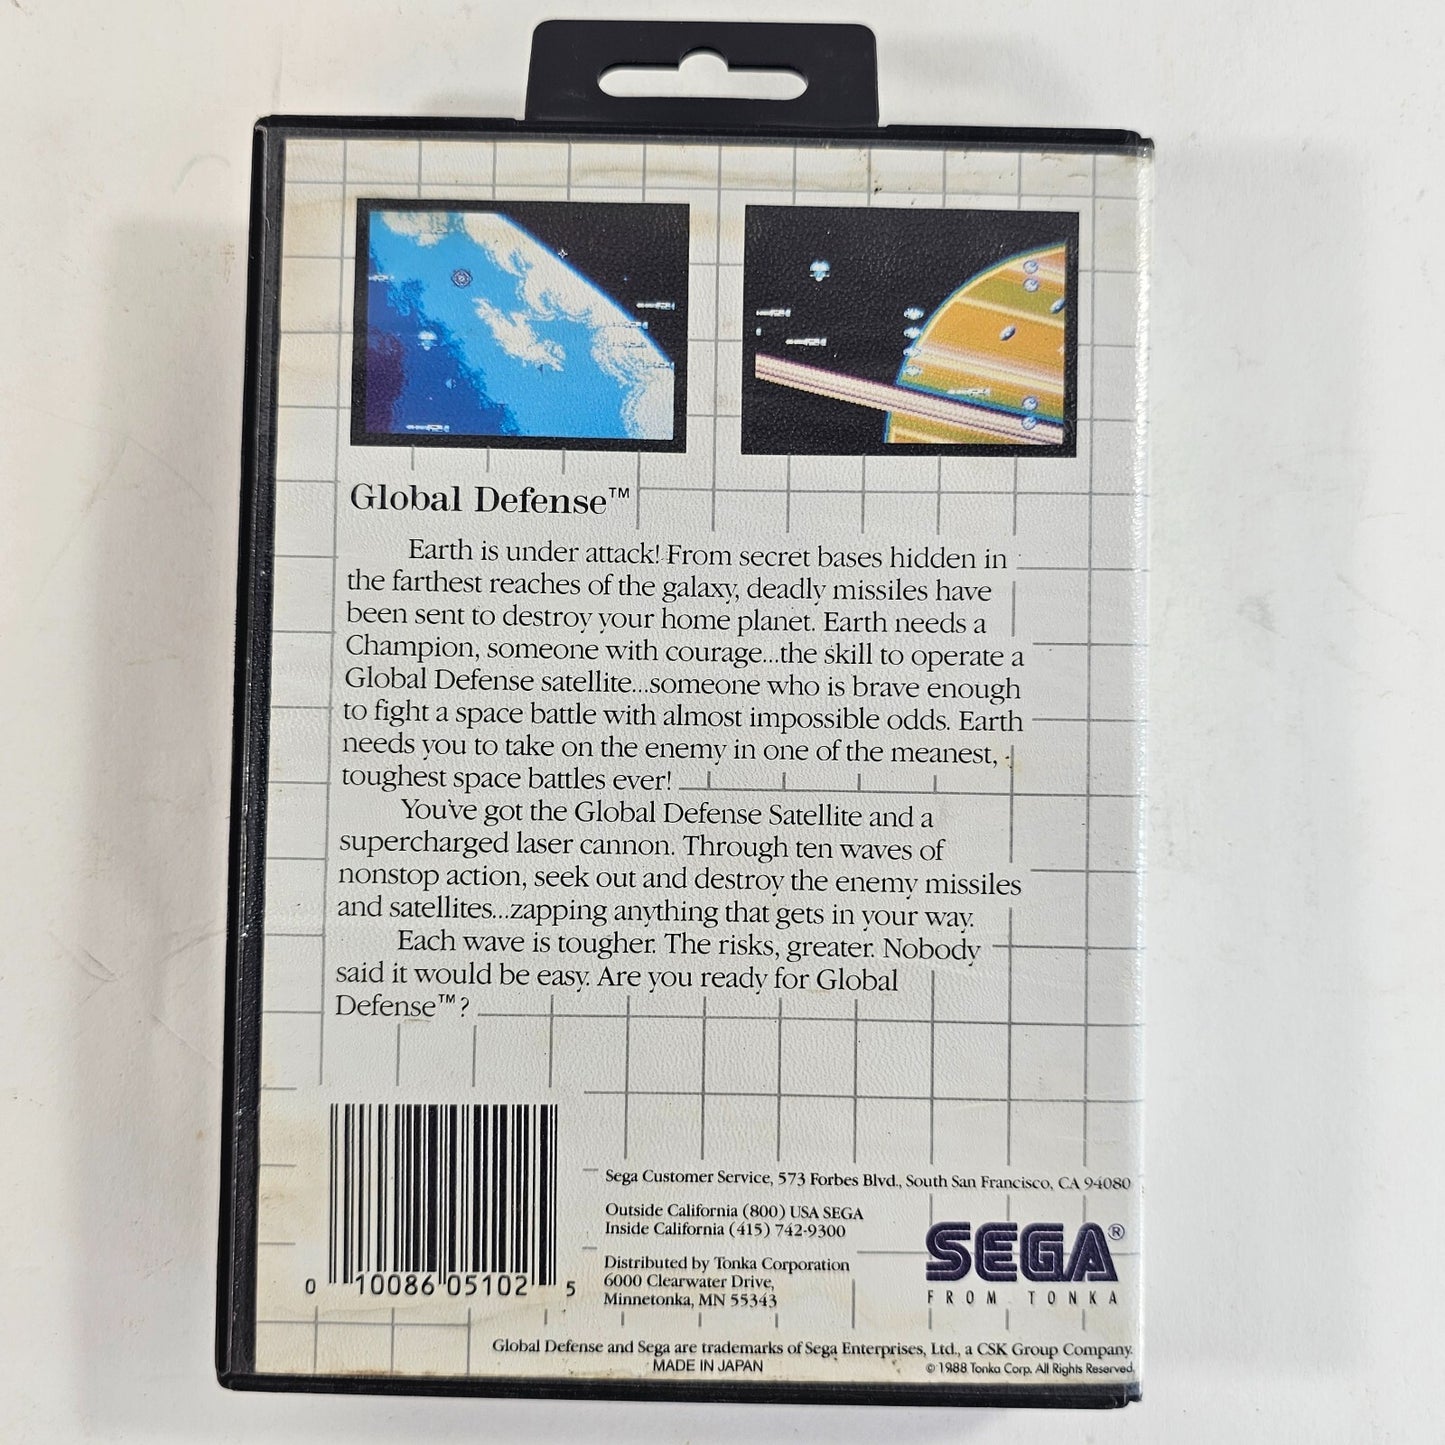 Global Defense™
Earth is under attack! From secret bases hidden in
the farthest reaches of the galaxy, deadly missiles have
been sent to destroy your home planet. Earth needs a
Champion, someone with courage...the skill to operate a
Global Defense satellite...someone who is brave enough
to fight a space battle with almost impossible odds. Earth
needs you to take on the enemy in one of the meanest,
toughest space battles ever!
You've got the Global Defense Satellite and a
supercharged laser cannon. Through ten waves of
nonstop action, seek out and destroy the enemy missiles
and satellites...zapping anything that gets in your way.
Each wave is tougher. The risks, greater. Nobody
said it would be easy. Are you ready for Global
Defense™?
0 10086 05102 5
Sega Customer Service, 573 Forbes Blvd., South San Francisco, CA 94080
Outside California (800) USA SEGA
Inside California (415) 742-9300
Distributed by Tonka Corporation
6000 Clearwater Drive,
Minnetonka, MN 55343
SEGA®
FROM TONKA
Global Defense and Sega are trademarks of Sega Enterprises, Ltd., a CSK Group Company.
MADE IN JAPAN
© 1988 Tonka Corp. All Rights Reserved.